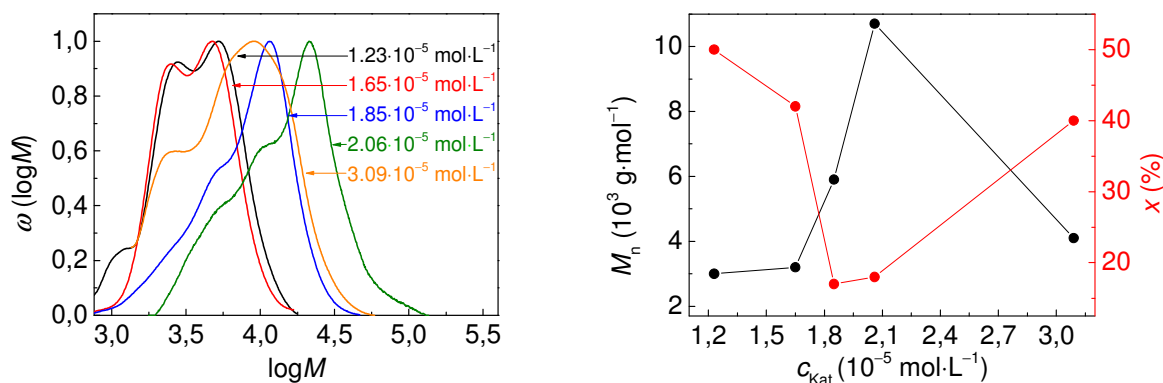 ω (logM)
1,0
0,8
0,6
0,4
0,2
0,0
1.23·10⁻⁵ mol·L⁻¹
1.65·10⁻⁵ mol·L⁻¹
1.85·10⁻⁵ mol·L⁻¹
2.06·10⁻⁵ mol·L⁻¹
3.09·10⁻⁵ mol·L⁻¹
3,0 3,5 4,0 4,5 5,0 5,5
logM
Mₙ (10³ g·mol⁻¹)
10
8
6
4
2
50
40
30
20
x (%)
1,2 1,5 1,8 2,1 2,4 2,7 3,0
c_Kat (10⁻⁵ mol·L⁻¹)